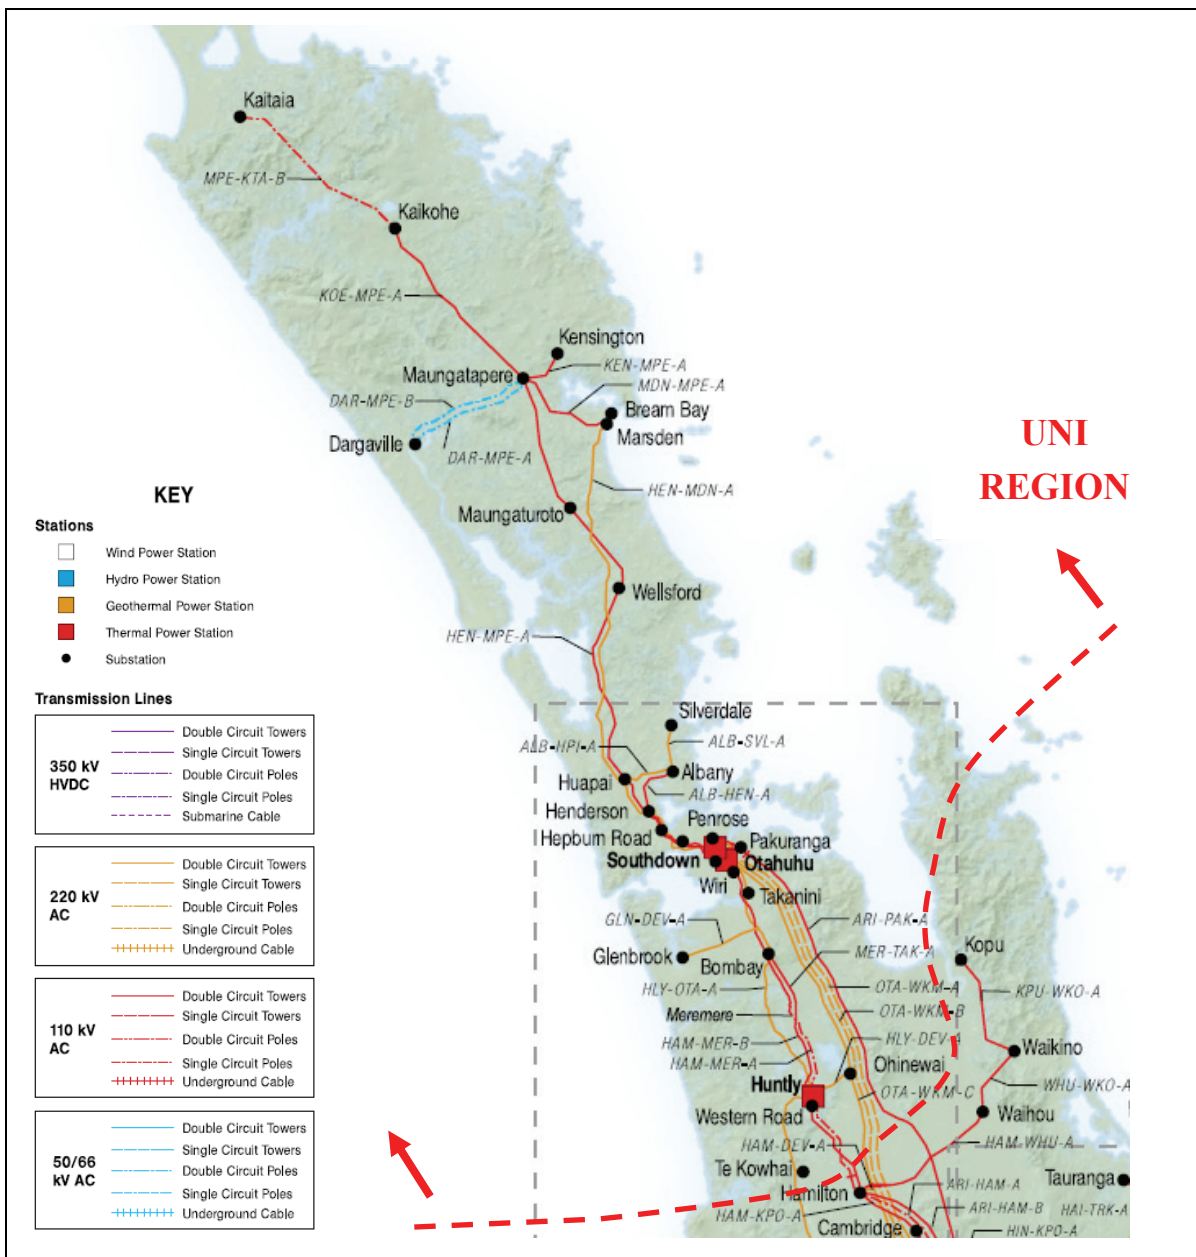 Kaitaia
MPE-KTA-B
Kaikohe
KOE-MPE-A
Kensington
KEN-MPE-A
Maungatapere
MDN-MPE-A
DAR-MPE-B
Bream Bay
Marsden
Dargaville
DAR-MPE-A
UNI
REGION
HEN-MDN-A
Maungaturoto
Wellsford
HEN-MPE-A
Silverdale
ALB-HPI-A
ALB-SVL-A
Huapai
Albany
ALB-HEN-A
Henderson
Penrose
Hepburn Road
Pakuranga
Southdown
Otahuhu
Wiri
Takanini
GLN-DEV-A
ARI-PAK-A
Glenbrook
Bombay
MER-TAK-A
Kopu
HLY-OTA-A
OTA-WKM-A
KPU-WKO-A
Meremere
OTA-WKM-B
HAM-MER-B
HLY-DEV-A
Waikino
HAM-MER-A
Ohinewai
Huntly
OTA-WKM-C
WHU-WKO-A
Western Road
Waihou
HAM-DEV-A
HAM-WHU-A
Te Kowhai
Tauranga
Hamilton
ARI-HAM-A
HAM-KPO-A
ARI-HAM-B
HAI-TRK-A
Cambridge
HIN-KPO-A
KEY
Stations
Wind Power Station
Hydro Power Station
Geothermal Power Station
Thermal Power Station
Substation
Transmission Lines
350 kV
HVDC
Double Circuit Towers
Single Circuit Towers
Double Circuit Poles
Single Circuit Poles
Submarine Cable
220 kV
AC
Double Circuit Towers
Single Circuit Towers
Double Circuit Poles
Single Circuit Poles
Underground Cable
110 kV
AC
Double Circuit Towers
Single Circuit Towers
Double Circuit Poles
Single Circuit Poles
Underground Cable
50/66
kV AC
Double Circuit Towers
Single Circuit Towers
Double Circuit Poles
Single Circuit Poles
Underground Cable